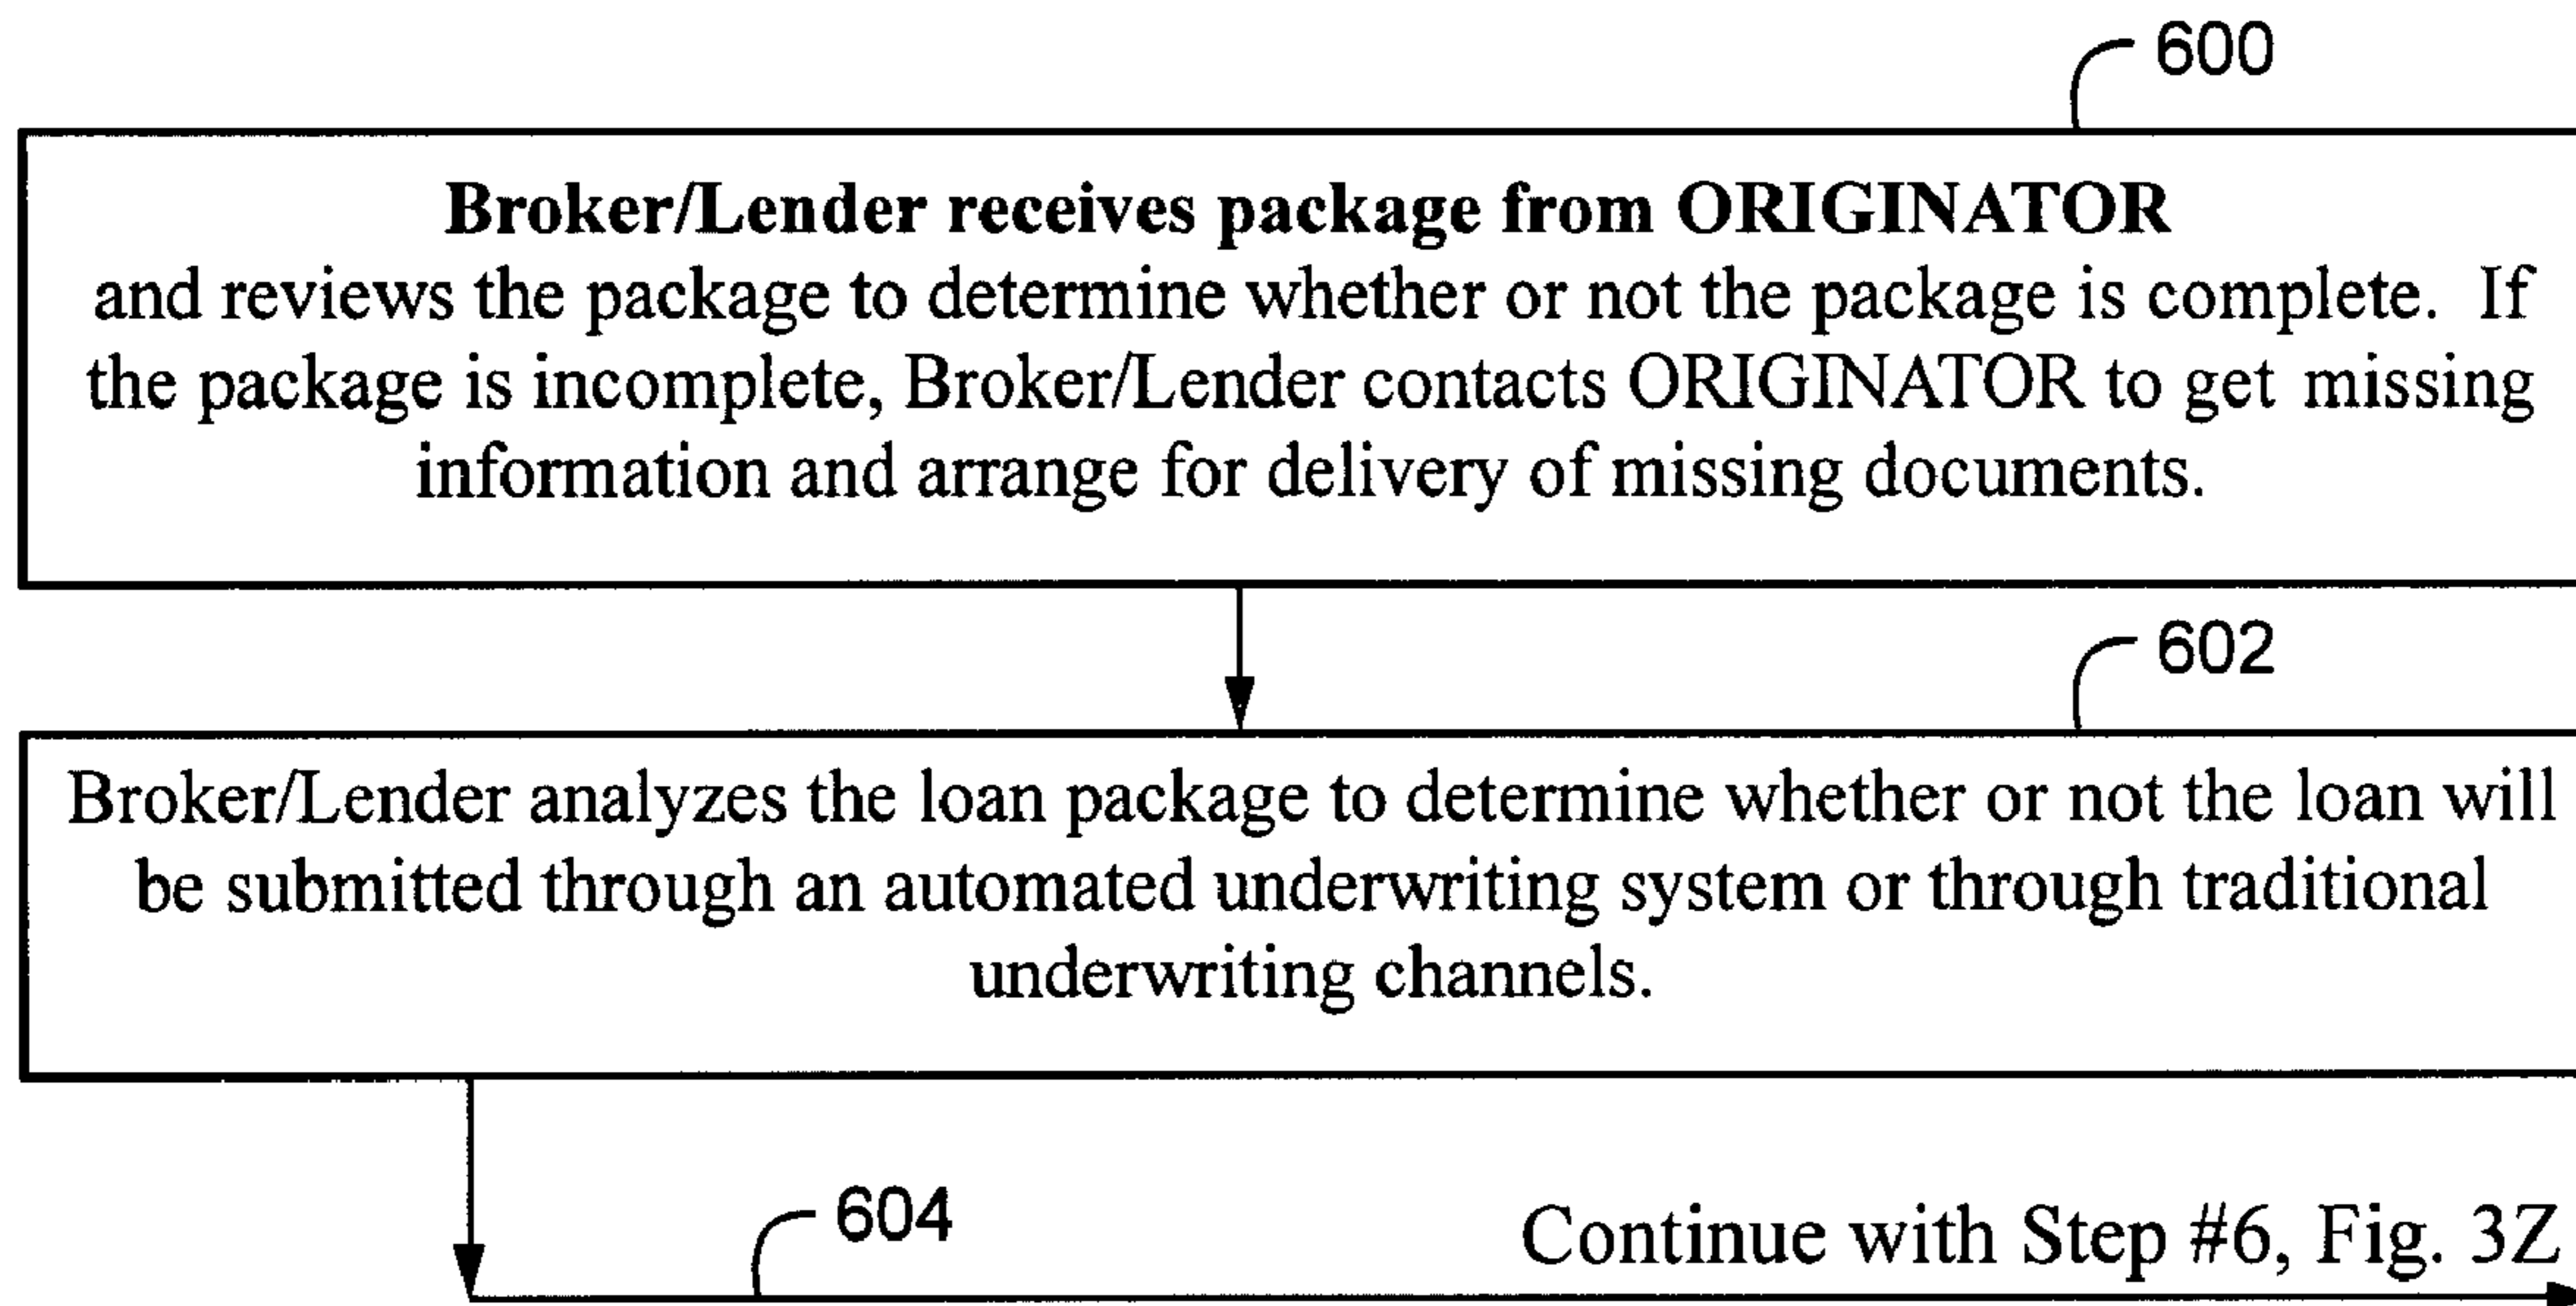 600
Broker/Lender receives package from ORIGINATOR
and reviews the package to determine whether or not the package is complete. If
the package is incomplete, Broker/Lender contacts ORIGINATOR to get missing
information and arrange for delivery of missing documents.
602
Broker/Lender analyzes the loan package to determine whether or not the loan will
be submitted through an automated underwriting system or through traditional
underwriting channels.
604
Continue with Step #6, Fig. 3Z